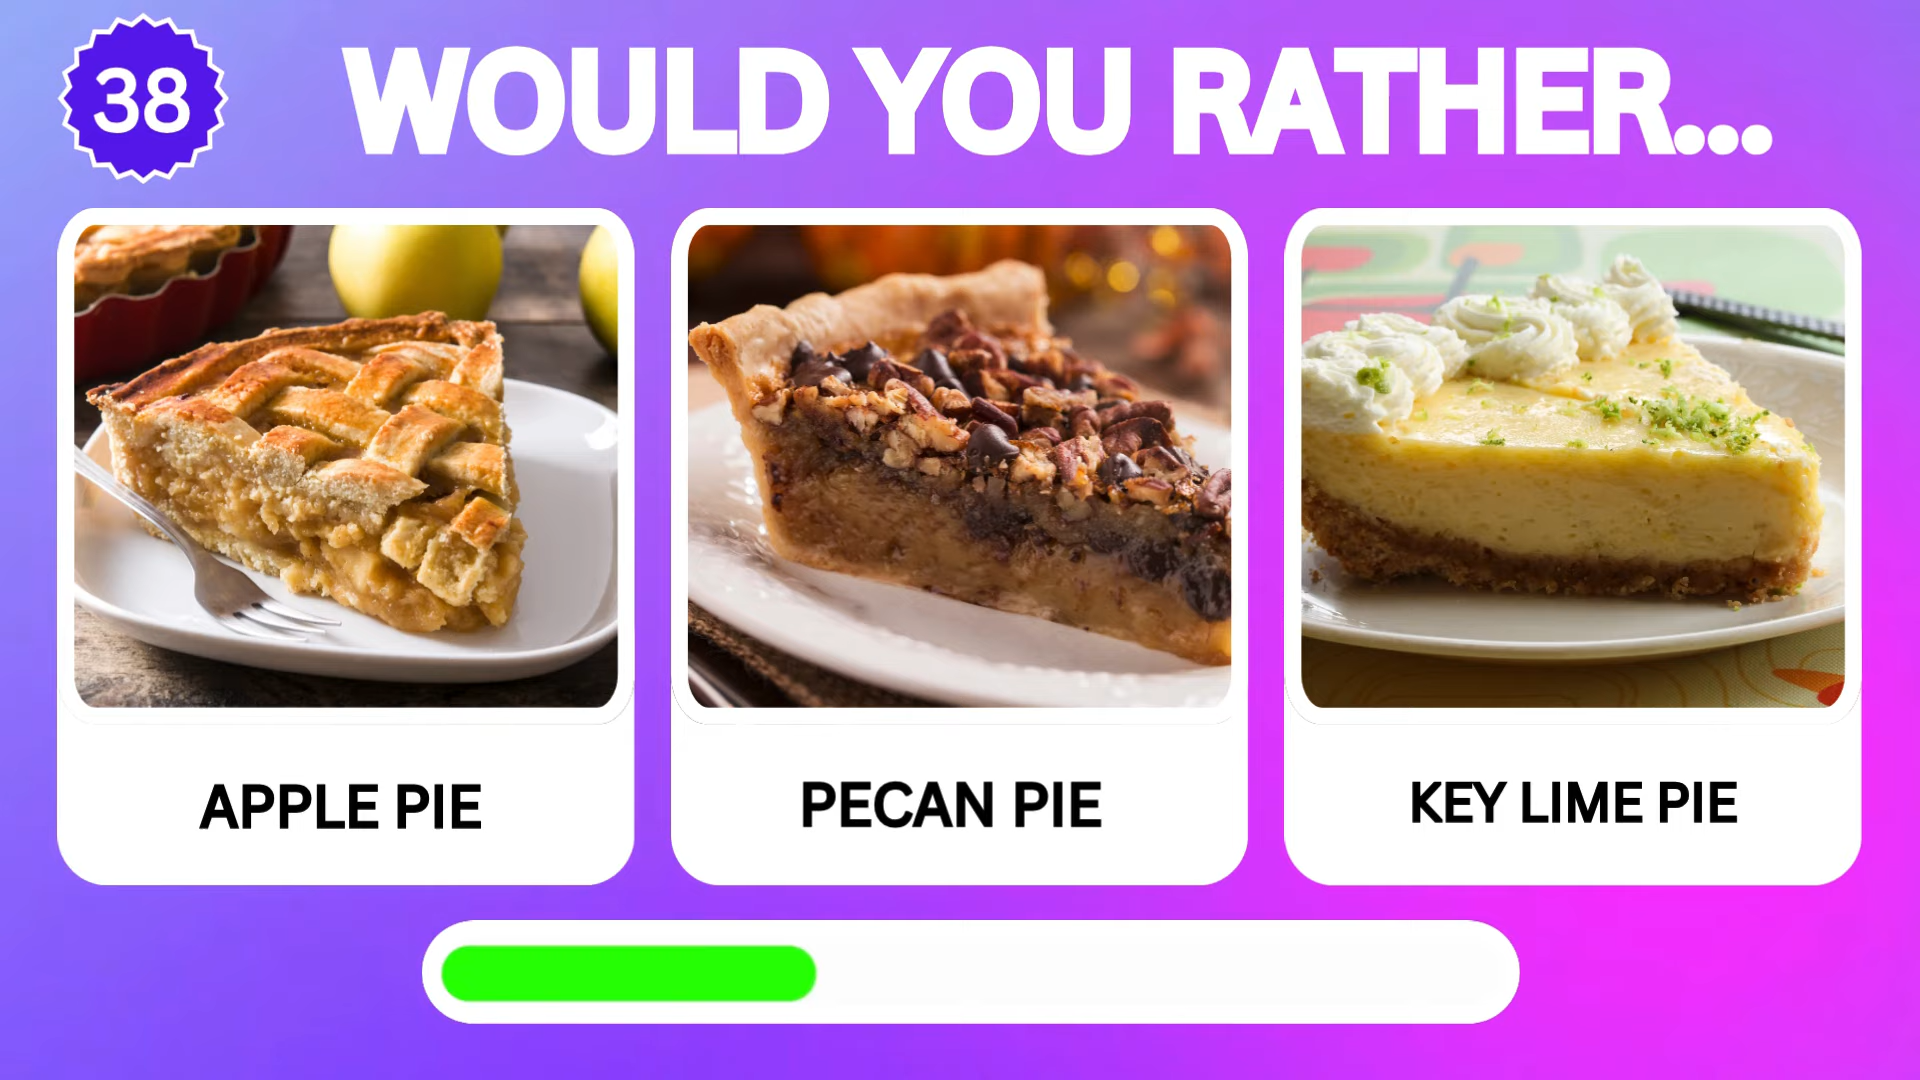 38
WOULD YOU RATHER...
APPLE PIE
PECAN PIE
KEY LIME PIE